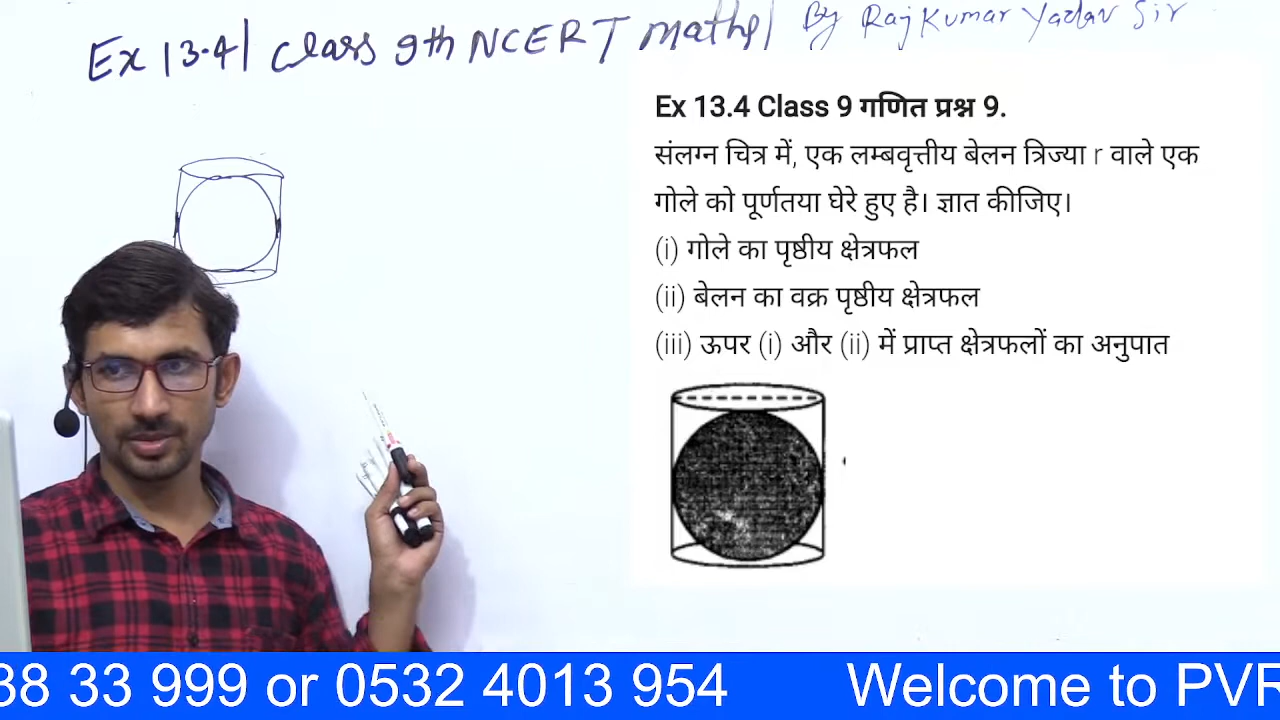 Ex 13.4| Class 9th NCERT Maths| By Raj Kumar Yadav Sir
Ex 13.4 Class 9 गणित प्रश्न 9.
संलग्न चित्र में, एक लम्बवृत्तीय बेलन त्रिज्या r वाले एक
गोले को पूर्णतया घेरे हुए है। ज्ञात कीजिए।
(i) गोले का पृष्ठीय क्षेत्रफल
(ii) बेलन का वक्र पृष्ठीय क्षेत्रफल
(iii) ऊपर (i) और (ii) में प्राप्त क्षेत्रफलों का अनुपात
38 33 999 or 0532 4013 954 Welcome to PVR